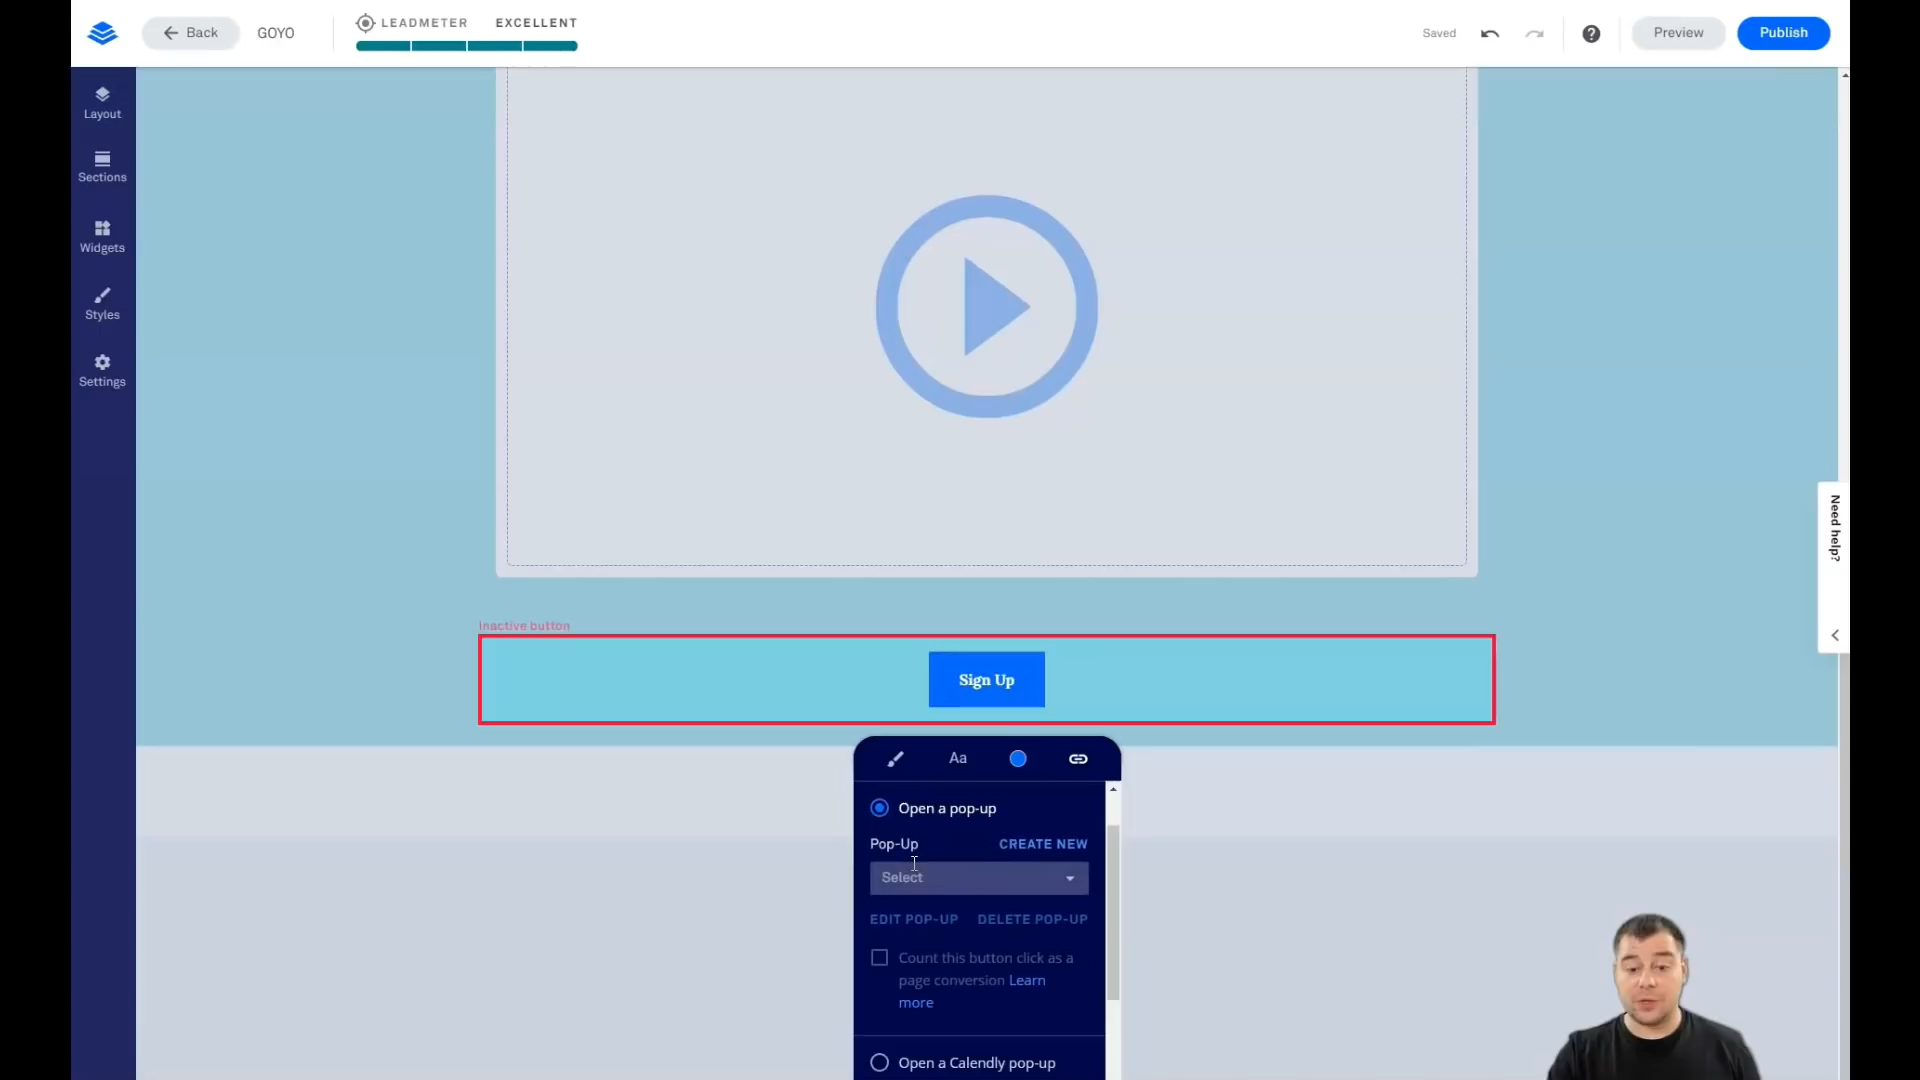 Back
GOYO
LEADMETER EXCELLENT
Saved
Preview
Publish
Layout
Sections
Widgets
Styles
Settings
Need help?
Inactive button
Sign Up
Aa
Open a pop-up
Pop-Up CREATE NEW
Select
EDIT POP-UP DELETE POP-UP
Count this button click as a
page conversion Learn
more
Open a Calendly pop-up